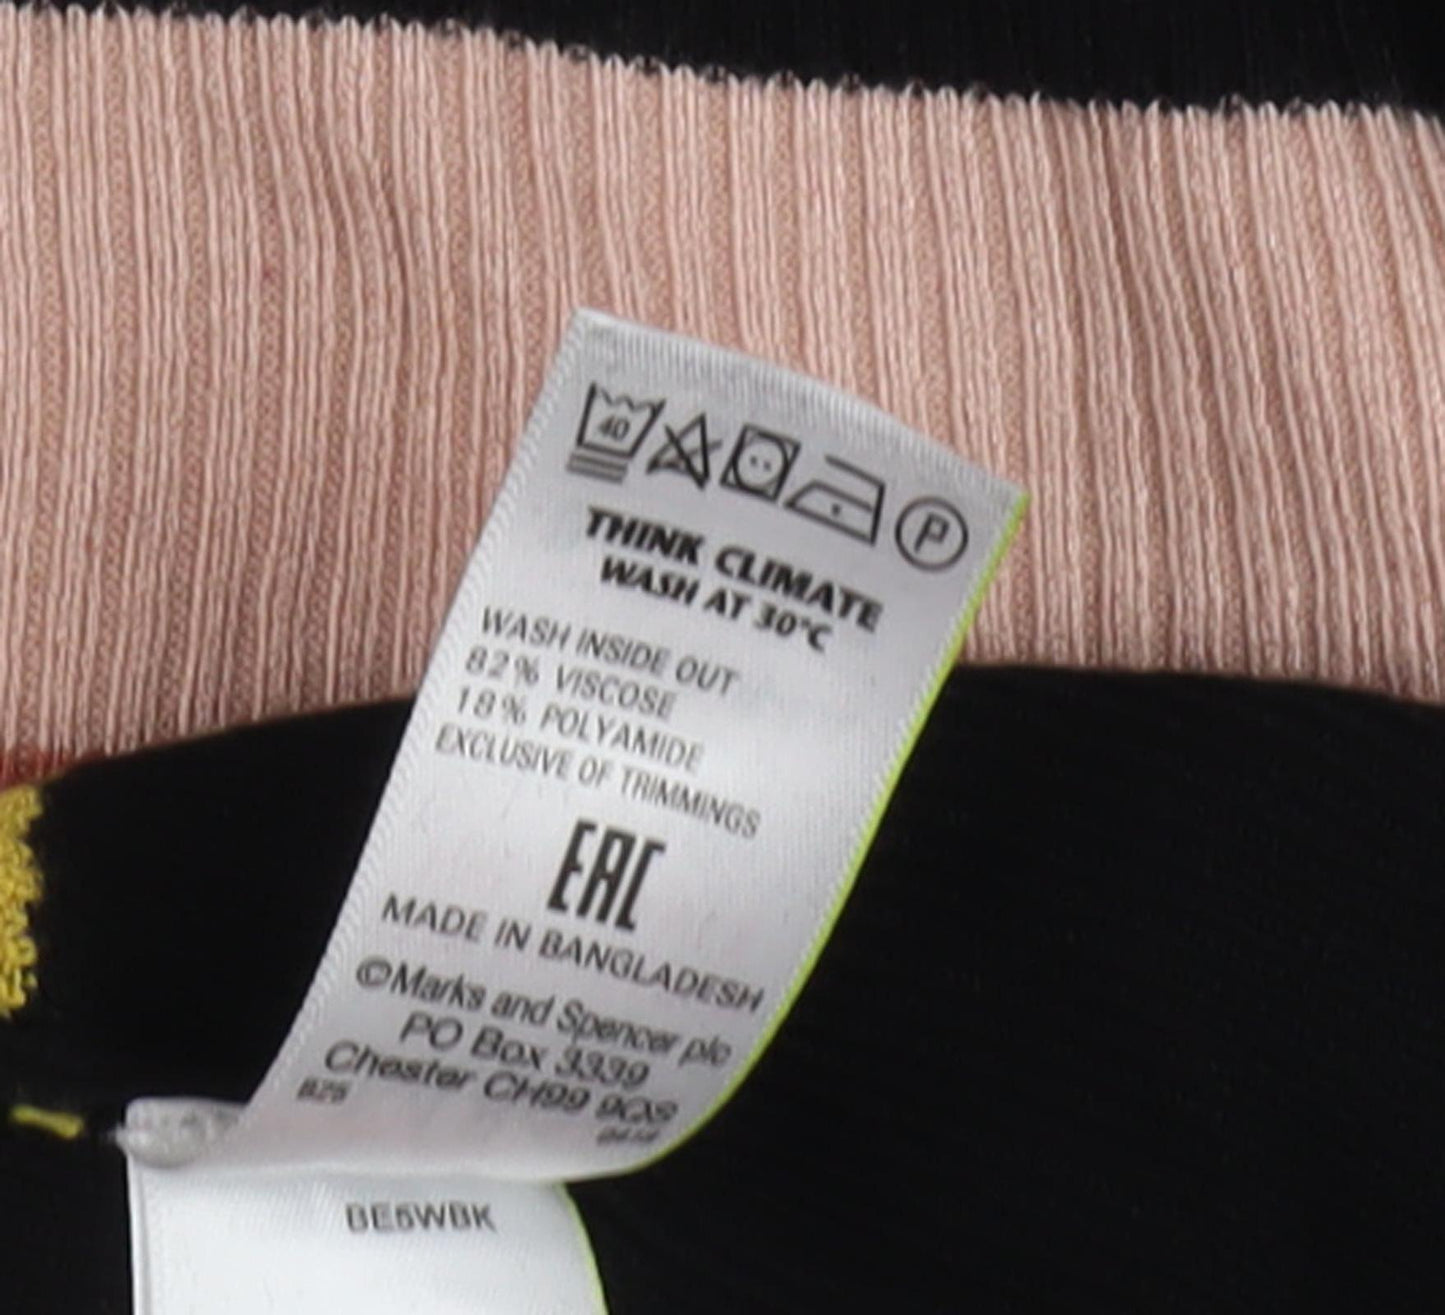 40
P
THINK CLIMATE
WASH AT 30°C
WASH INSIDE OUT
82% VISCOSE
18% POLYAMIDE
EXCLUSIVE OF TRIMMINGS
EAC
MADE IN BANGLADESH
©Marks and Spencer plc
PO Box 3339
Chester CH99 9QS
BE5WBK